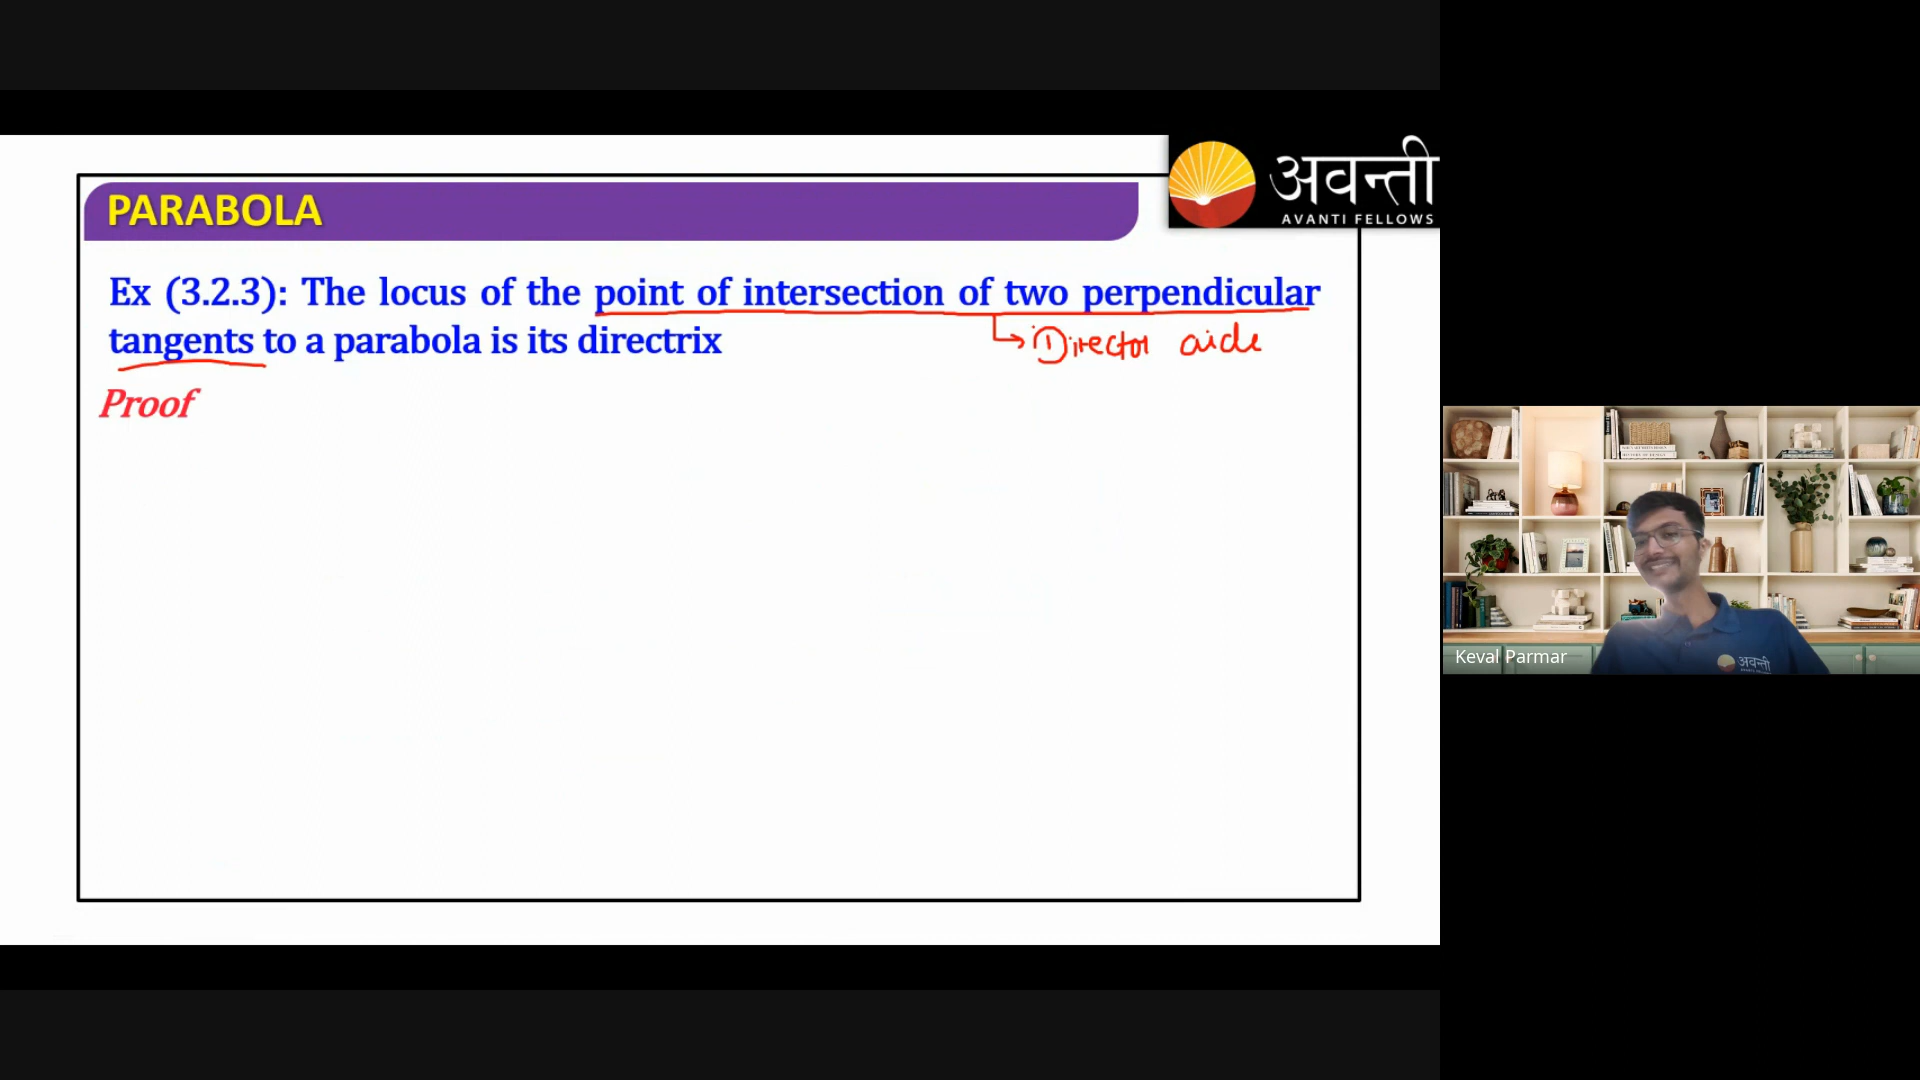 अवन्ती
AVANTI FELLOWS
PARABOLA
Ex (3.2.3): The locus of the point of intersection of two perpendicular
tangents to a parabola is its directrix
Director circle
Proof
Keval Parmar
अवन्ती